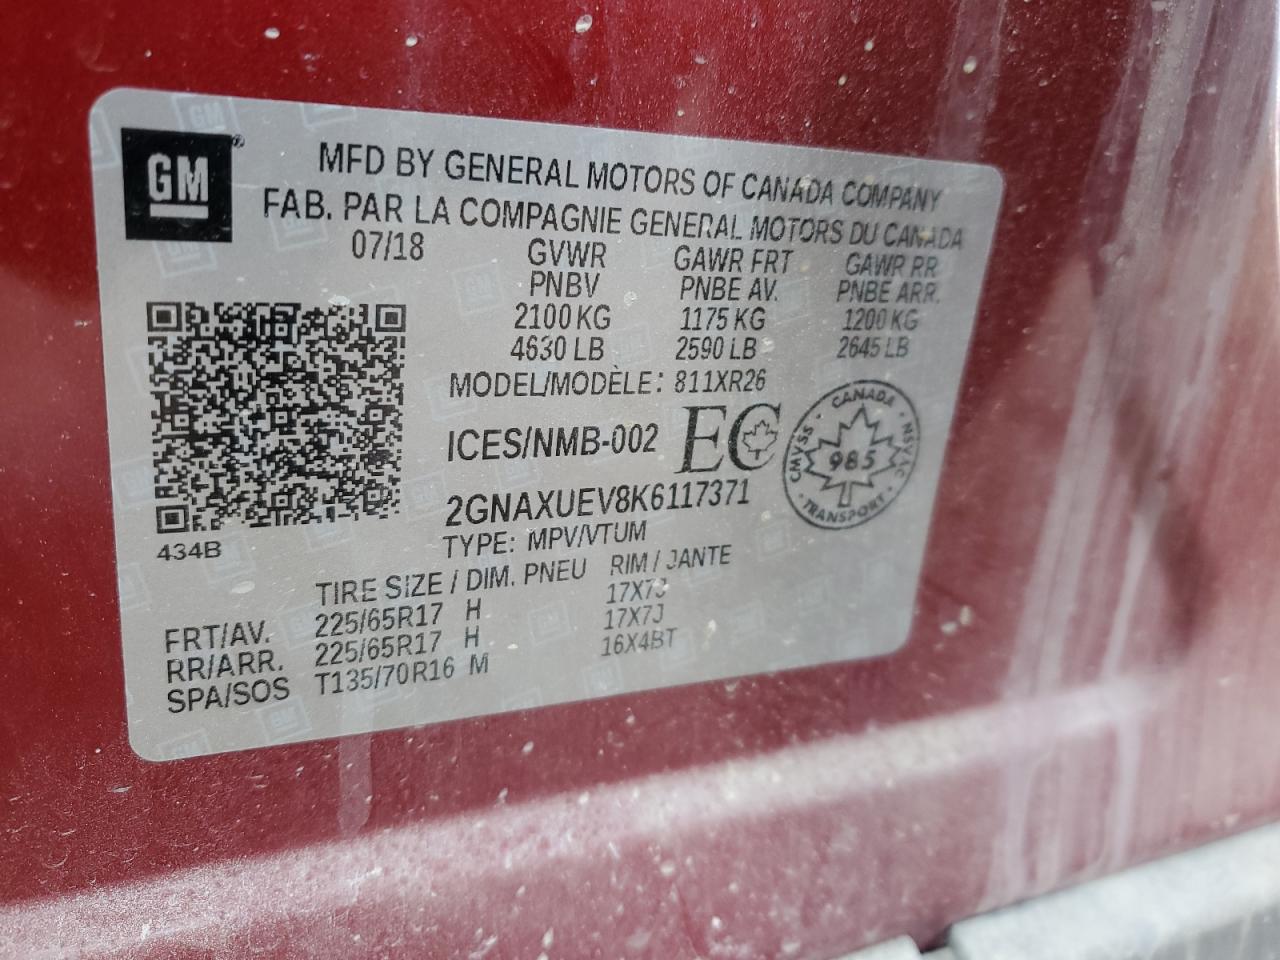 GM®
MFD BY GENERAL MOTORS OF CANADA COMPANY
FAB. PAR LA COMPAGNIE GENERAL MOTORS DU CANADA
07/18 GVWR GAWR FRT GAWR RR
PNBV PNBE AV. PNBE ARR.
2100 KG 1175 KG 1200 KG
4630 LB 2590 LB 2645 LB
MODEL/MODÈLE: 811XR26
ICES/NMB-002 EC
CANADA
CMVSS 985 NSVAC
TRANSPORT
2GNAXUEV8K6117371
434B
TYPE: MPV/VTUM
TIRE SIZE / DIM. PNEU RIM / JANTE
FRT/AV. 225/65R17 H 17X7J
RR/ARR. 225/65R17 H 17X7J
SPA/SOS T135/70R16 M 16X4BT